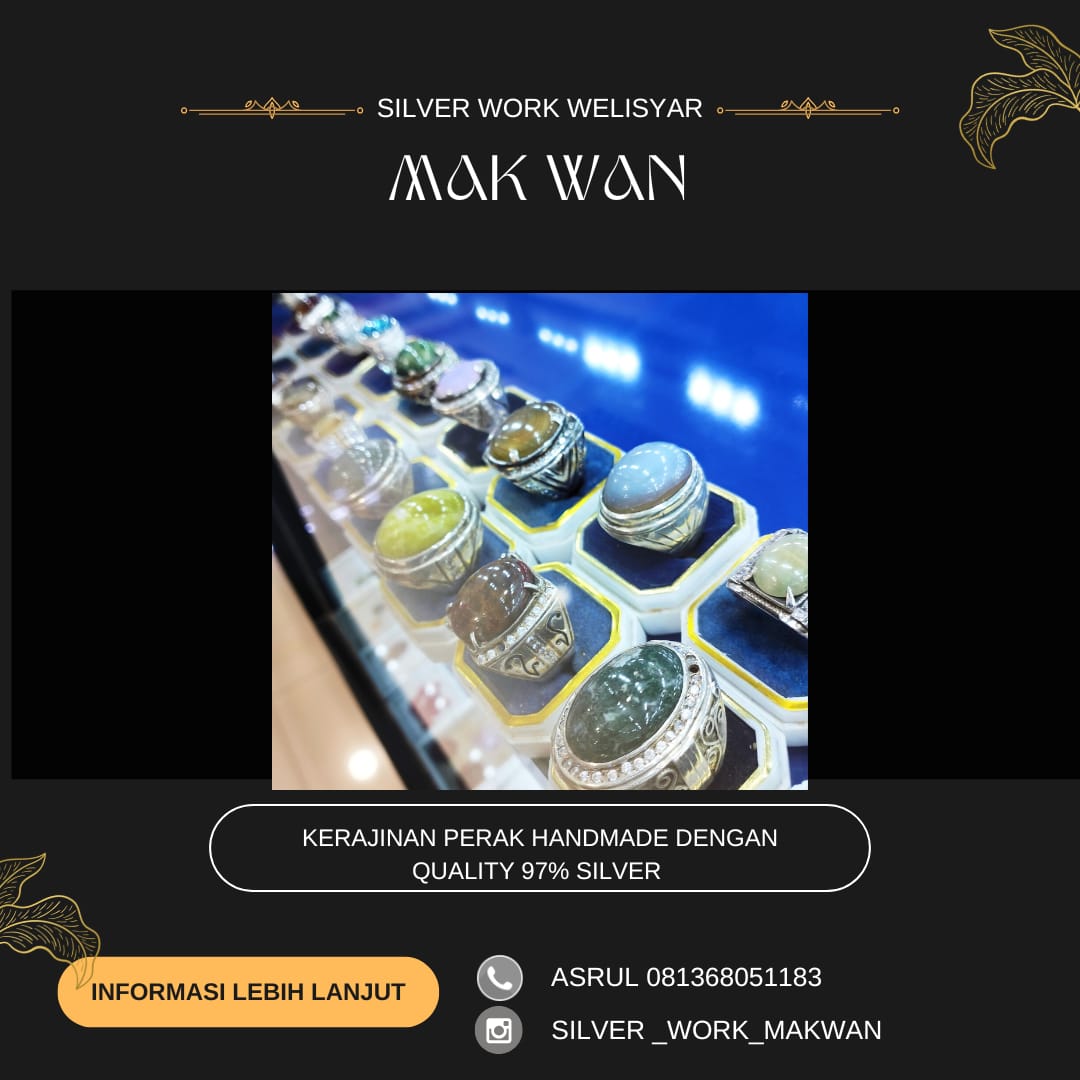 SILVER WORK WELISYAR
MAK WAN
KERAJINAN PERAK HANDMADE DENGAN
QUALITY 97% SILVER
INFORMASI LEBIH LANJUT
ASRUL 081368051183
SILVER _WORK_MAKWAN